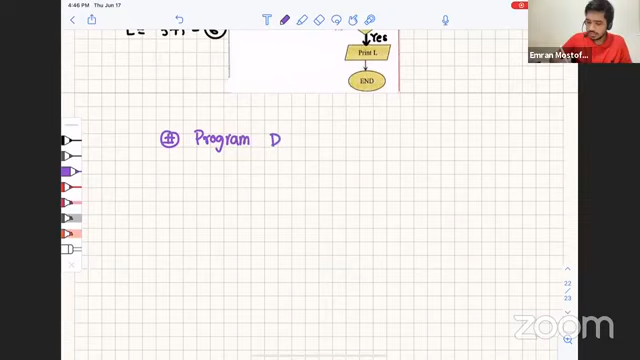 4:46 PM Thu Jun 17
Yes
Print L
END
# Program D
Emran Mostof...
22
/
23
zoom